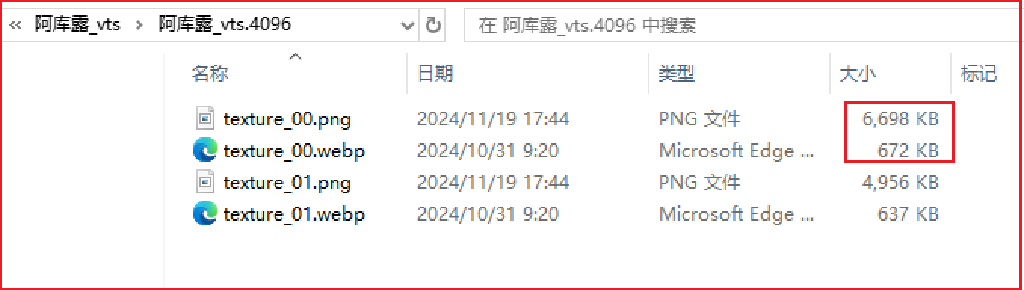 « 阿库露_vts › 阿库露_vts.4096 在 阿库露_vts.4096 中搜索
名称 日期 类型 大小 标记
texture_00.png 2024/11/19 17:44 PNG 文件 6,698 KB
texture_00.webp 2024/10/31 9:20 Microsoft Edge ... 672 KB
texture_01.png 2024/11/19 17:44 PNG 文件 4,956 KB
texture_01.webp 2024/10/31 9:20 Microsoft Edge ... 637 KB